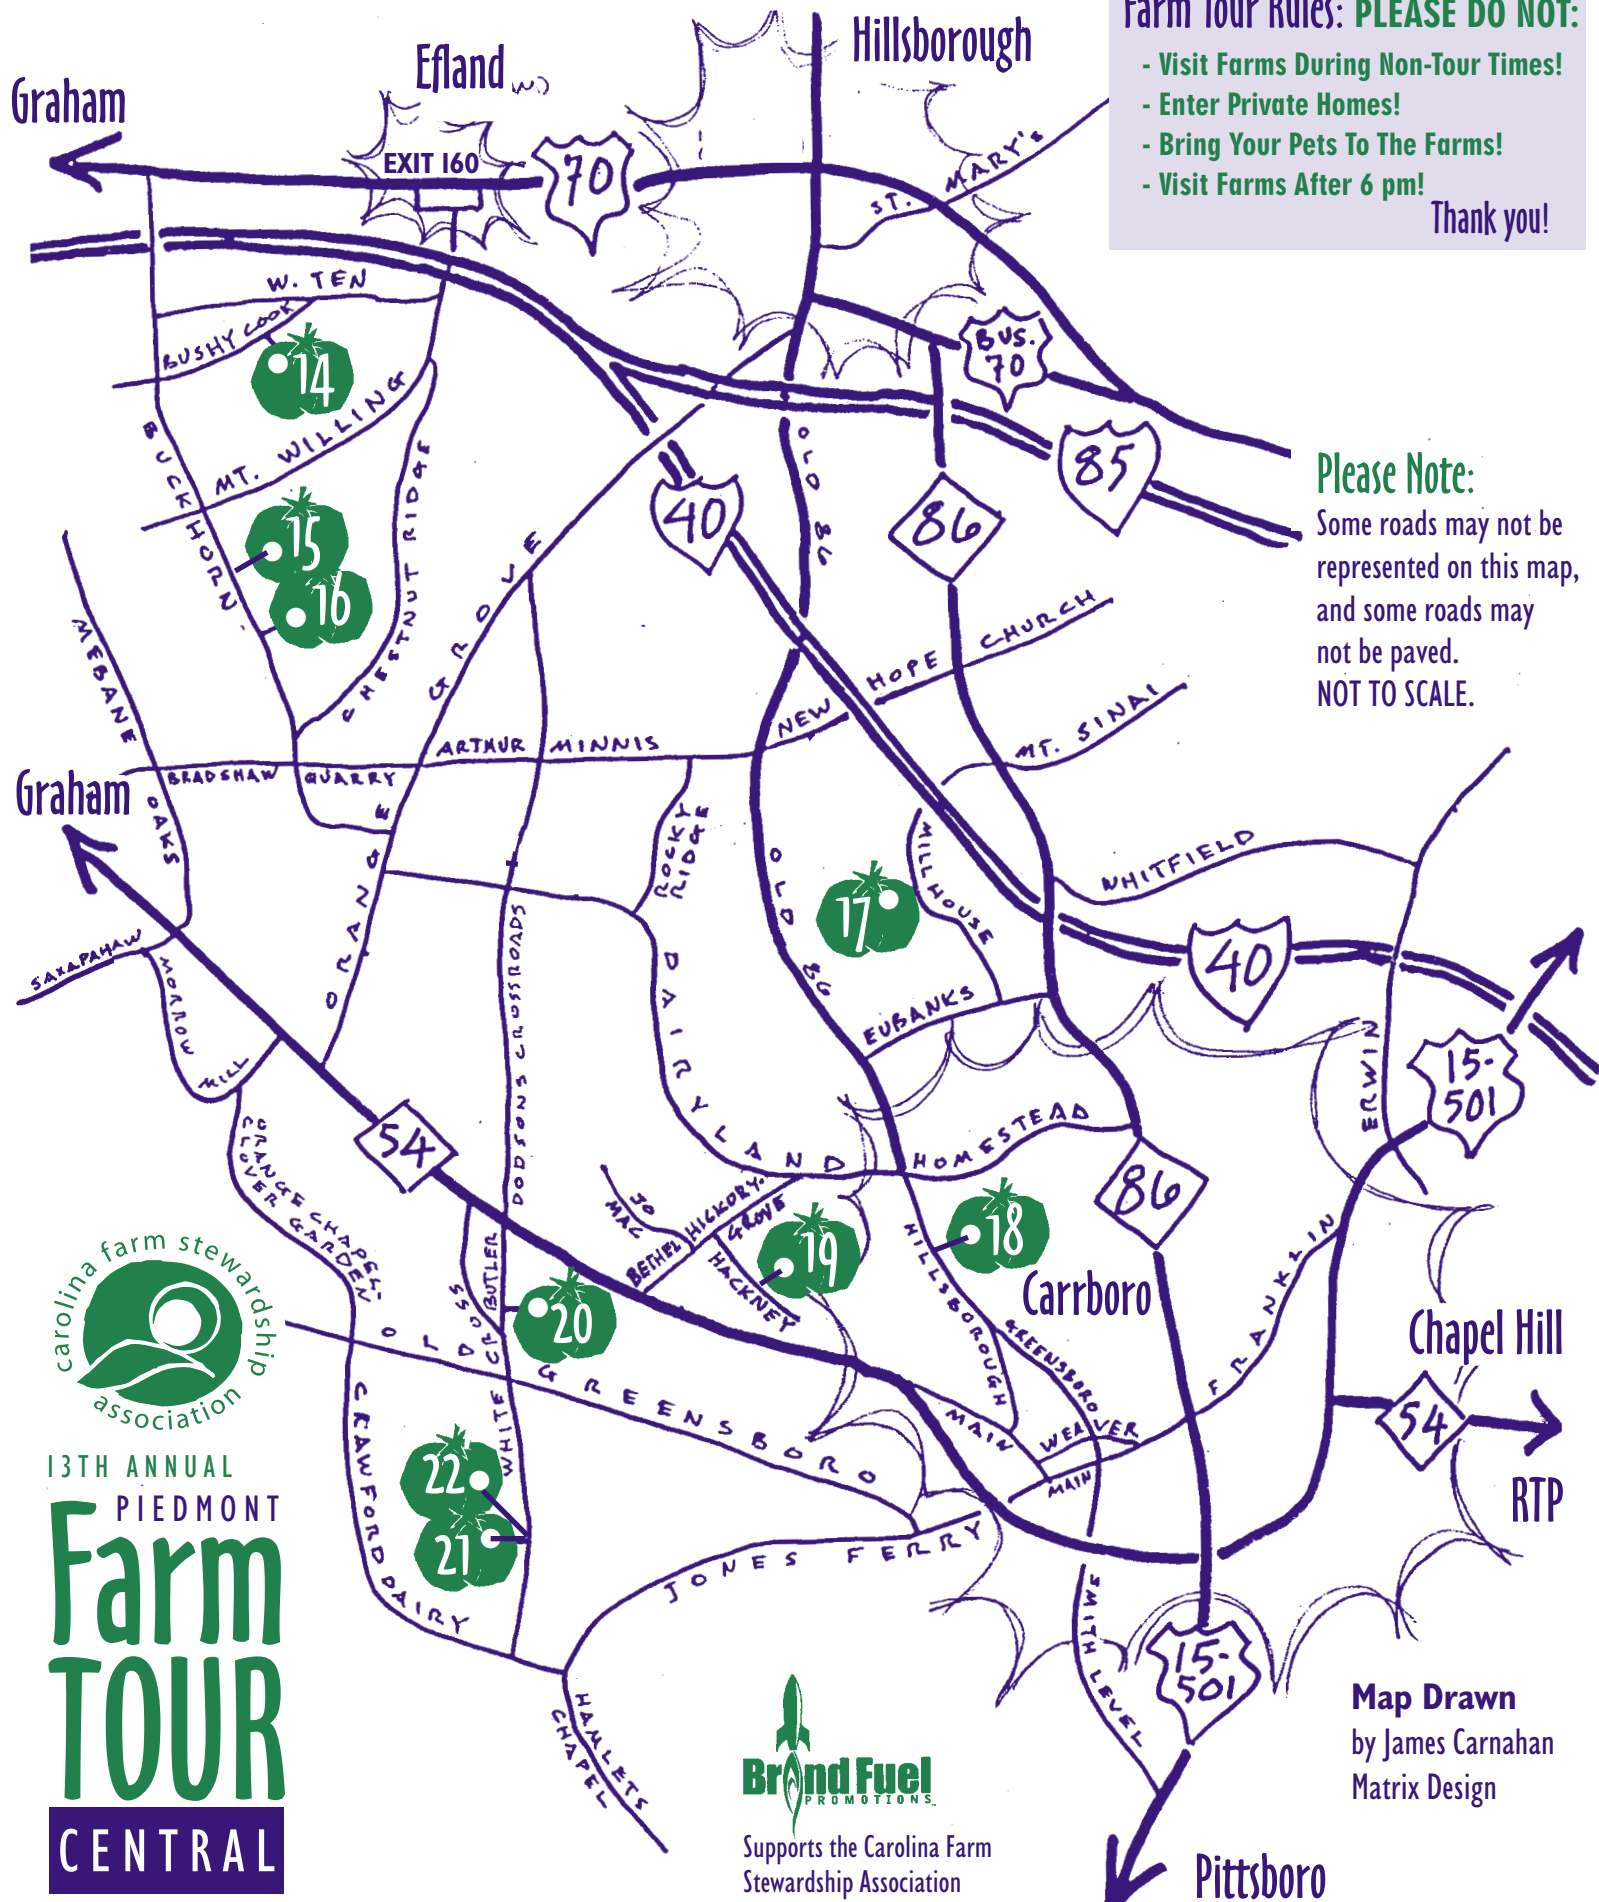 Farm Tour Rules: PLEASE DO NOT:
- Visit Farms During Non-Tour Times!
- Enter Private Homes!
- Bring Your Pets To The Farms!
- Visit Farms After 6 pm!
Thank you!
Hillsborough
Efland
Graham
EXIT 160
70
ST. MARY'S
W. TEN
BUSHY COOK
14
BUS.
70
MT. WILLING
BUCKHORN
CHESTNUT RIDGE
OLD 86
85
40
86
15
16
Please Note:
Some roads may not be
represented on this map,
and some roads may
not be paved.
NOT TO SCALE.
MEBANE OAKS
ORANGE GROVE
NEW HOPE CHURCH
MT. SINAI
ARTHUR MINNIS
BRADSHAW QUARRY
Graham
ROCKY
RIDGE
OLD 86
MILLHOUSE
WHITFIELD
17
SAXAPAHAW
MORROW MILL
DODSONS CROSSROADS
DAIRYLAND
EUBANKS
40
ERWIN
15-
501
HOMESTEAD
54
86
ORANGE CHAPEL-
CLOVER GARDEN
JO
MAC
BETHEL HICKORY.
GROVE
HACKNEY
19
18
HILLSBOROUGH
Carrboro
GREENSBORO
FRANKLIN
BUTLER
20
WHITE CROSS
OLD GREENSBORO
CRAWFORD DAIRY
Chapel Hill
54
RTP
MAIN
WEAVER
MAIN
22
21
JONES FERRY
SMITH LEVEL
15-
501
HAMLETS
CHAPEL
Pittsboro
carolina farm stewardship
association
13TH ANNUAL
PIEDMONT
Farm
TOUR
CENTRAL
Brand Fuel
PROMOTIONS
Supports the Carolina Farm
Stewardship Association
Map Drawn
by James Carnahan
Matrix Design